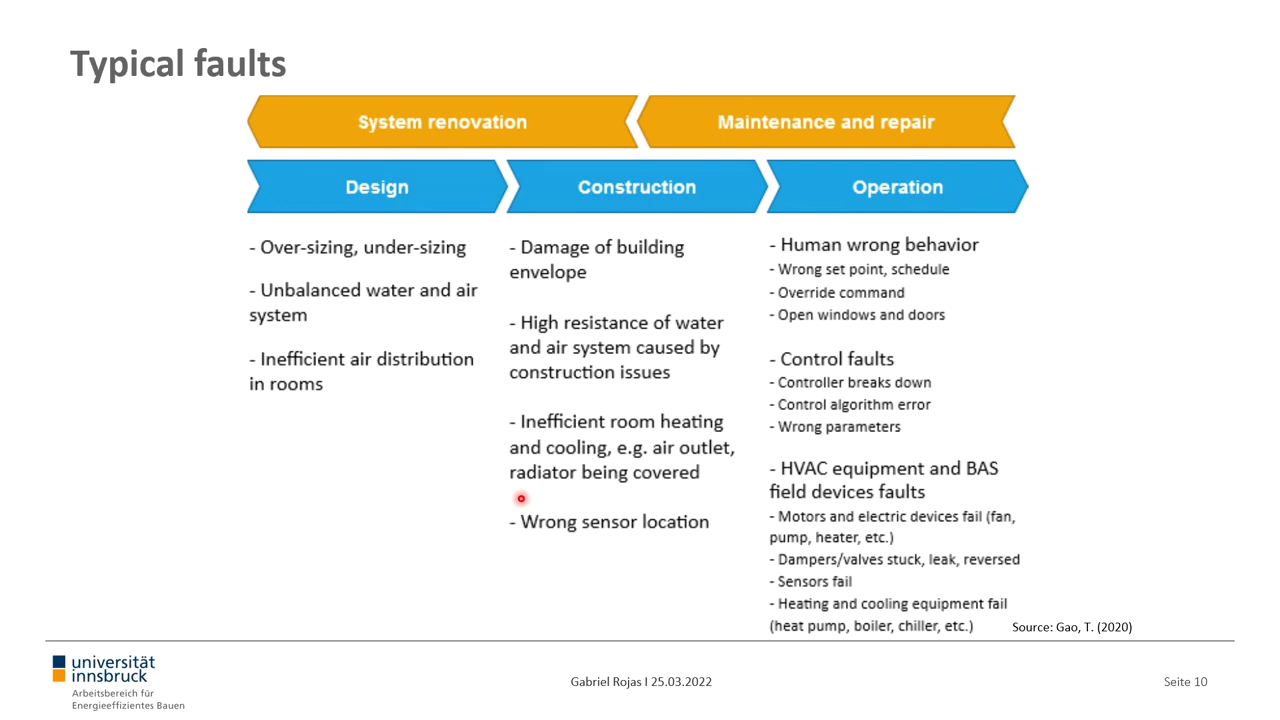 Typical faults
System renovation
Maintenance and repair
Design
Construction
Operation
- Over-sizing, under-sizing
- Unbalanced water and air
system
- Inefficient air distribution
in rooms
- Damage of building
envelope
- High resistance of water
and air system caused by
construction issues
- Inefficient room heating
and cooling, e.g. air outlet,
radiator being covered
- Wrong sensor location
- Human wrong behavior
- Wrong set point, schedule
- Override command
- Open windows and doors
- Control faults
- Controller breaks down
- Control algorithm error
- Wrong parameters
- HVAC equipment and BAS
field devices faults
- Motors and electric devices fail (fan,
pump, heater, etc.)
- Dampers/valves stuck, leak, reversed
- Sensors fail
- Heating and cooling equipment fail
(heat pump, boiler, chiller, etc.)
Source: Gao, T. (2020)
universität
innsbruck
Arbeitsbereich für
Energieeffizientes Bauen
Gabriel Rojas I 25.03.2022
Seite 10